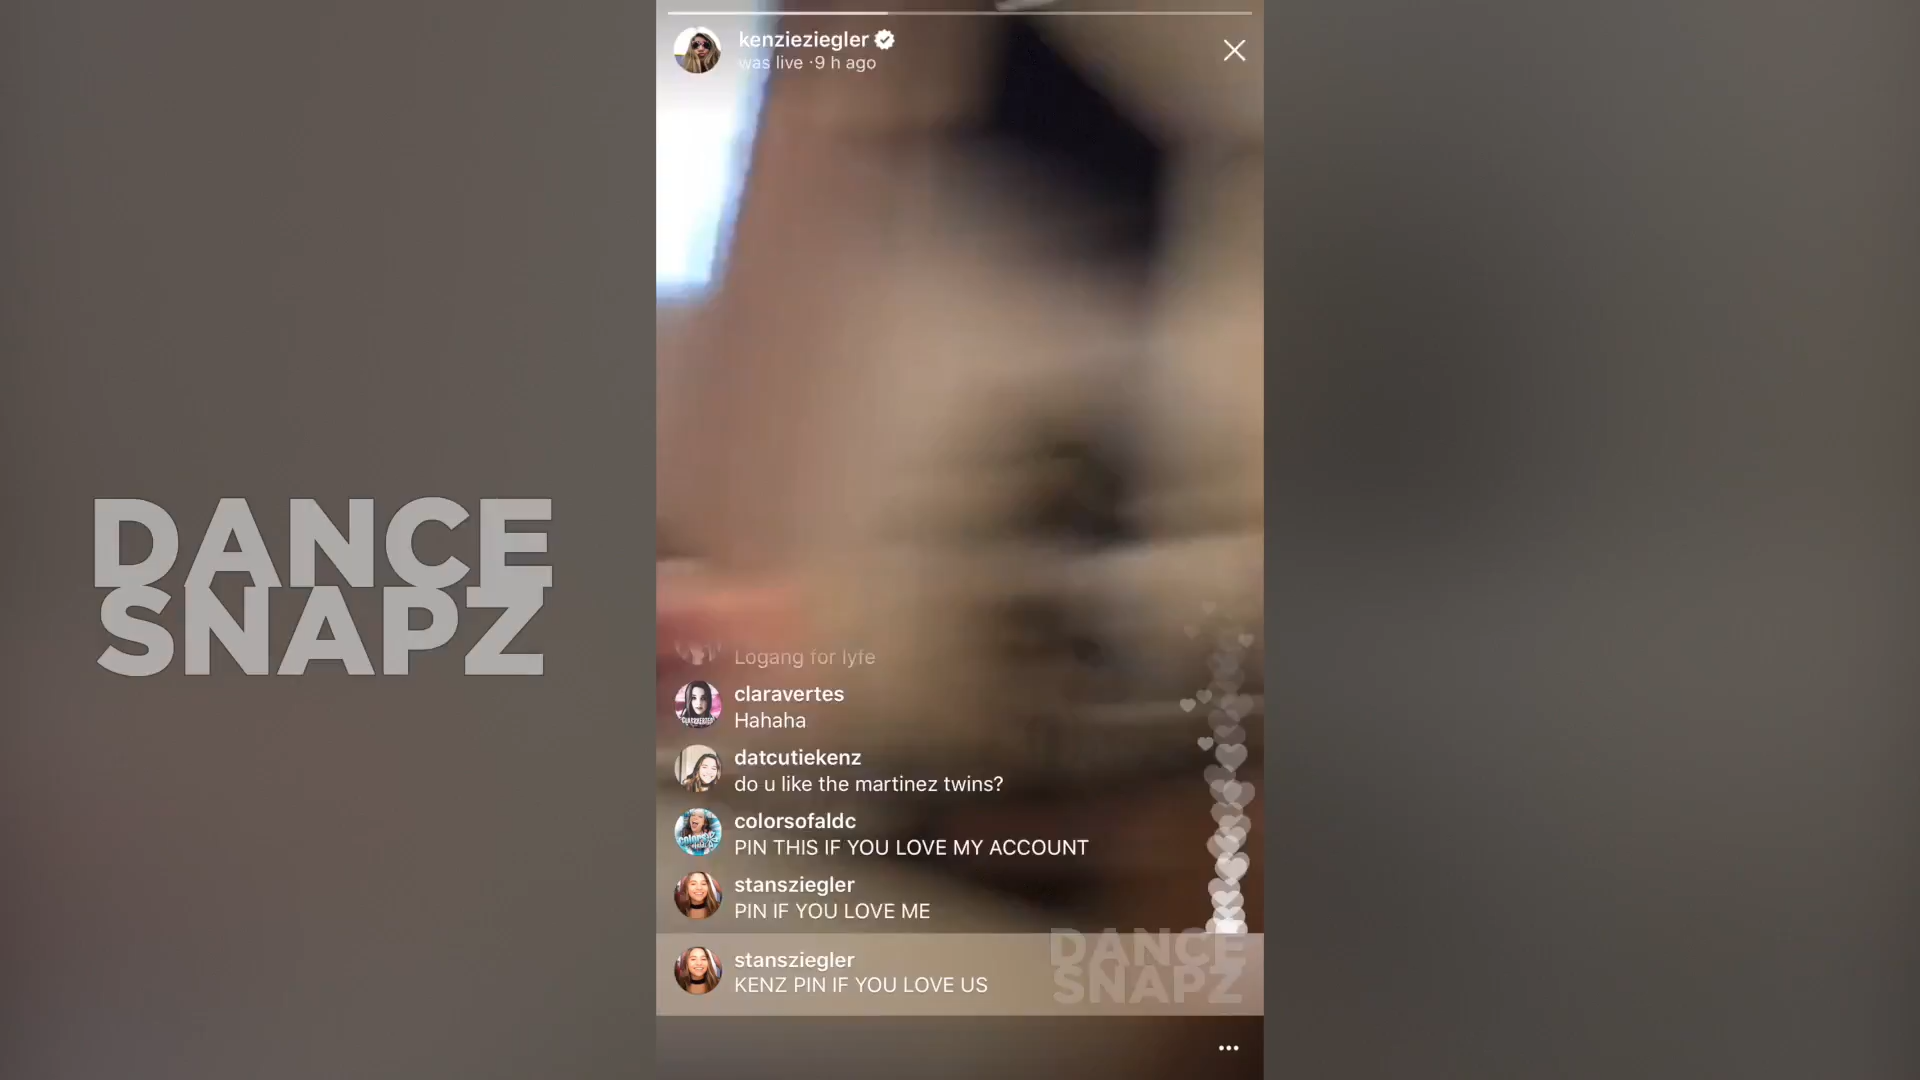 kenzieziegler
was live · 9 h ago
DANCE
SNAPZ
Logang for lyfe
claravertes
Hahaha
datcutiekenz
do u like the martinez twins?
colorsofaldc
PIN THIS IF YOU LOVE MY ACCOUNT
stansziegler
PIN IF YOU LOVE ME
stansziegler
KENZ PIN IF YOU LOVE US
DANCE
SNAPZ